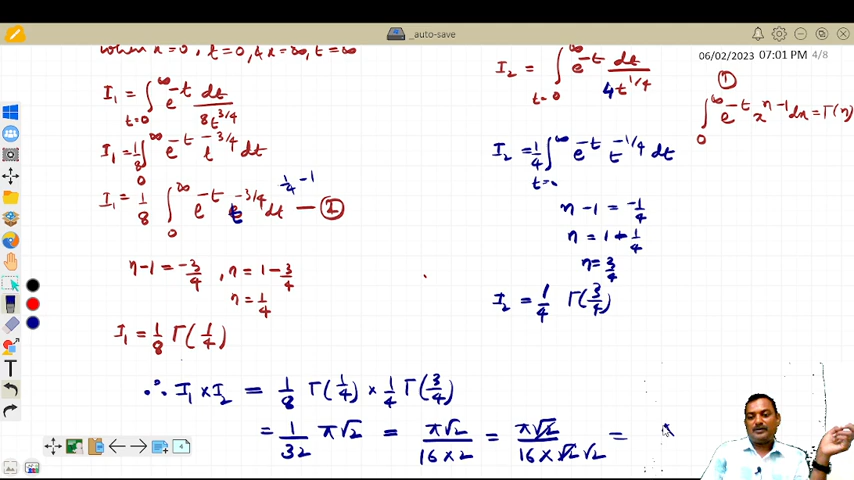 _auto-save
06/02/2023 07:01 PM 4/8
when x=0, t=0, 4x=∞, t=∞
I₁ = ∫_{t=0}^{∞} e^{-t} dt/8t^{3/4}
I₁ = 1/8 ∫_0^∞ e^{-t} t^{-3/4} dt
I₁ = 1/8 ∫_0^∞ e^{-t} t^{-3/4} dt — ②
1/4 - 1
n-1 = -3/4, n = 1 - 3/4
n = 1/4
I₁ = 1/8 Γ(1/4)
I₂ = ∫_{t=0}^{∞} e^{-t} dt/4t^{1/4}
I₂ = 1/4 ∫_{t=0}^{∞} e^{-t} t^{-1/4} dt
n-1 = -1/4
n = 1 - 1/4
n = 3/4
I₂ = 1/4 Γ(3/4)
①
∫_0^∞ e^{-t} x^{n-1} dx = Γ(n)
∴ I₁ × I₂ = 1/8 Γ(1/4) × 1/4 Γ(3/4)
= 1/32 π√2 = π√2/16×2 = π√2/16×√2√2 =
T
4